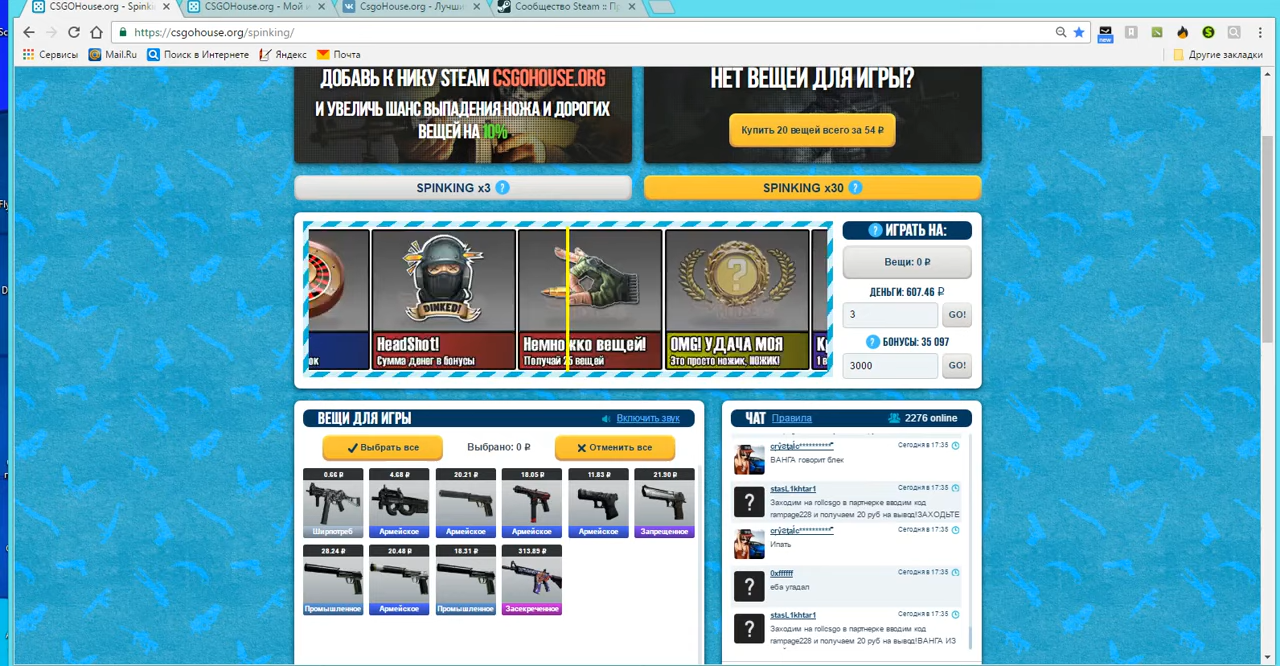 CSGOHouse.org - Spinki
CSGOHouse.org - Мой
CsgoHouse.org - Лучши
Сообщество Steam :: П
https://csgohouse.org/spinking/
new
Сервисы
Mail.Ru
Поиск в Интернете
Яндекс
Почта
Другие закладки
ДОБАВЬ К НИКУ STEAM CSGOHOUSE.ORG
И УВЕЛИЧЬ ШАНС ВЫПАДЕНИЯ НОЖА И ДОРОГИХ
ВЕЩЕЙ НА 10%
НЕТ ВЕЩЕЙ ДЛЯ ИГРЫ?
Купить 20 вещей всего за 54 ₽
SPINKING x3 ?
SPINKING x30 ?
DINKED!
ок
HeadShot!
Сумма денег в бонусы
Немножко вещей!
Получай 25 вещей
OMG! УДАЧА МОЯ
Это просто ножик, НОЖИК!
? ИГРАТЬ НА:
Вещи: 0 ₽
ДЕНЬГИ: 607.46 ₽
3
GO!
? БОНУСЫ: 35 097
3000
GO!
ВЕЩИ ДЛЯ ИГРЫ
Включить звук
Выбрать все
Выбрано: 0 ₽
Отменить все
0.66 ₽
4.68 ₽
20.21 ₽
18.05 ₽
11.83 ₽
21.90 ₽
Ширпотреб
Армейское
Армейское
Армейское
Армейское
Запрещенное
28.24 ₽
20.48 ₽
18.31 ₽
313.89 ₽
Промышленное
Армейское
Промышленное
Засекреченное
ЧАТ
Правила
2276 online
Сегодня в 17:35
ВАНГА говорит блек
stasL1khtar1
Сегодня в 17:35
Заходим на rollcsgo в партнерке вводим код
rampage228 и получаем 20 руб на вывод!ЗАХОДЬТЕ
Сегодня в 17:35
Ипать
0xffffff
Сегодня в 17:35
еба угадал
stasL1khtar1
Сегодня в 17:35
Заходим на rollcsgo в партнерке вводим код
rampage228 и получаем 20 руб на вывод!ВАНГА ИЗ